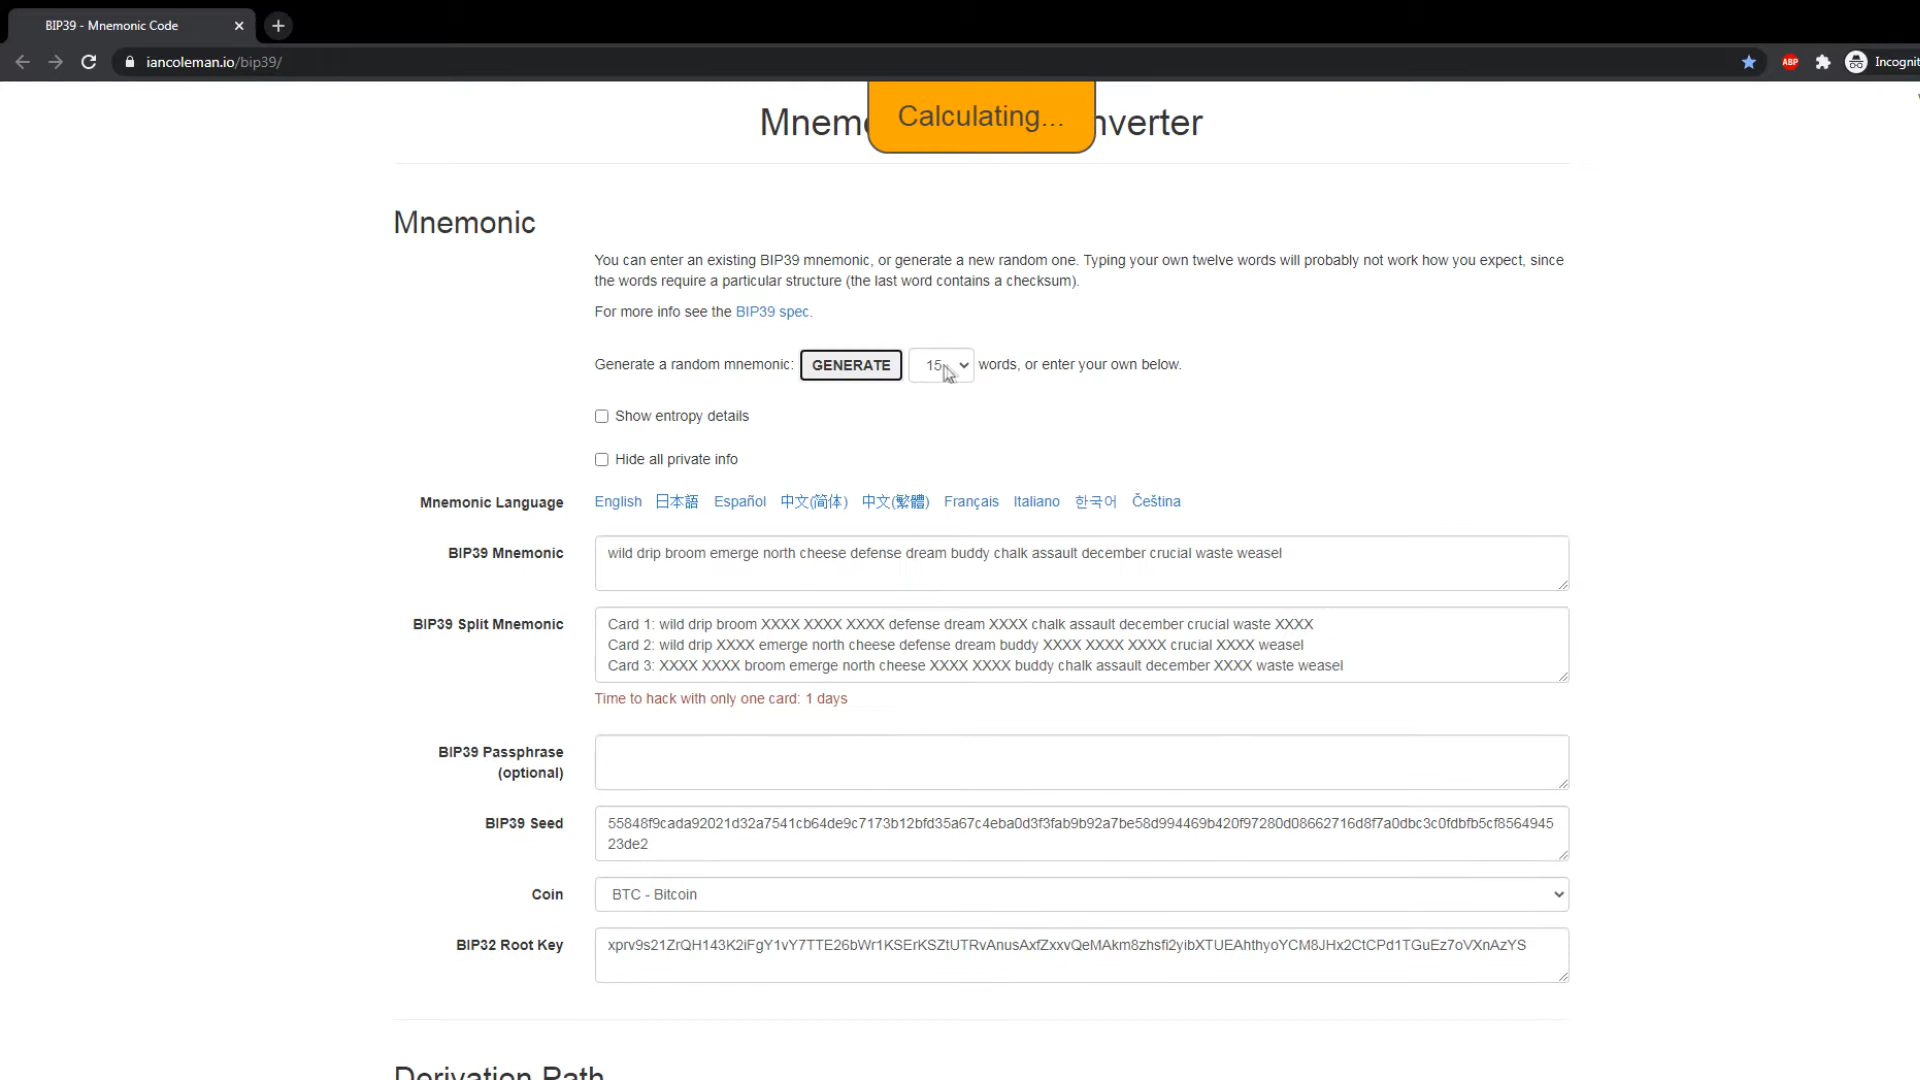 BIP39 - Mnemonic Code
iancoleman.io/bip39/
ABP
Incognit
Calculating...
Mnem nverter
Mnemonic
You can enter an existing BIP39 mnemonic, or generate a new random one. Typing your own twelve words will probably not work how you expect, since
the words require a particular structure (the last word contains a checksum).
For more info see the BIP39 spec.
Generate a random mnemonic: GENERATE 15 words, or enter your own below.
Show entropy details
Hide all private info
Mnemonic Language English 日本語 Español 中文(简体) 中文(繁體) Français Italiano 한국어 Čeština
BIP39 Mnemonic wild drip broom emerge north cheese defense dream buddy chalk assault december crucial waste weasel
BIP39 Split Mnemonic Card 1: wild drip broom XXXX XXXX XXXX defense dream XXXX chalk assault december crucial waste XXXX
Card 2: wild drip XXXX emerge north cheese defense dream buddy XXXX XXXX XXXX crucial XXXX weasel
Card 3: XXXX XXXX broom emerge north cheese XXXX XXXX buddy chalk assault december XXXX waste weasel
Time to hack with only one card: 1 days
BIP39 Passphrase
(optional)
BIP39 Seed 55848f9cada92021d32a7541cb64de9c7173b12bfd35a67c4eba0d3f3fab9b92a7be58d994469b420f97280d08662716d8f7a0dbc3c0fdbfb5cf8564945
23de2
Coin BTC - Bitcoin
BIP32 Root Key xprv9s21ZrQH143K2iFgY1vY7TTE26bWr1KSErKSZtUTRvAnusAxfZxxvQeMAkm8zhsfi2yibXTUEAhthyoYCM8JHx2CtCPd1TGuEz7oVXnAzYS
Derivation Path